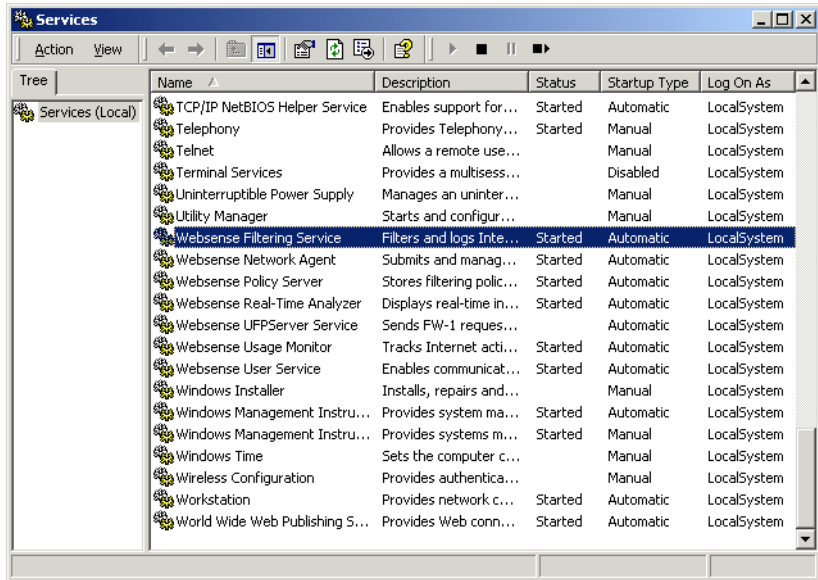 Services
Action View
Tree
Name Description Status Startup Type Log On As
Services (Local)
TCP/IP NetBIOS Helper Service Enables support for... Started Automatic LocalSystem
Telephony Provides Telephony... Started Manual LocalSystem
Telnet Allows a remote use... Manual LocalSystem
Terminal Services Provides a multisess... Disabled LocalSystem
Uninterruptible Power Supply Manages an uninter... Manual LocalSystem
Utility Manager Starts and configur... Manual LocalSystem
Websense Filtering Service Filters and logs Inte... Started Automatic LocalSystem
Websense Network Agent Submits and manag... Started Automatic LocalSystem
Websense Policy Server Stores filtering polic... Started Automatic LocalSystem
Websense Real-Time Analyzer Displays real-time in... Started Automatic LocalSystem
Websense UFPServer Service Sends FW-1 reques... Automatic LocalSystem
Websense Usage Monitor Tracks Internet acti... Started Automatic LocalSystem
Websense User Service Enables communicat... Started Automatic LocalSystem
Windows Installer Installs, repairs and... Manual LocalSystem
Windows Management Instru... Provides system ma... Started Automatic LocalSystem
Windows Management Instru... Provides systems m... Started Manual LocalSystem
Windows Time Sets the computer c... Manual LocalSystem
Wireless Configuration Provides authentica... Manual LocalSystem
Workstation Provides network c... Started Automatic LocalSystem
World Wide Web Publishing S... Provides Web conn... Started Automatic LocalSystem